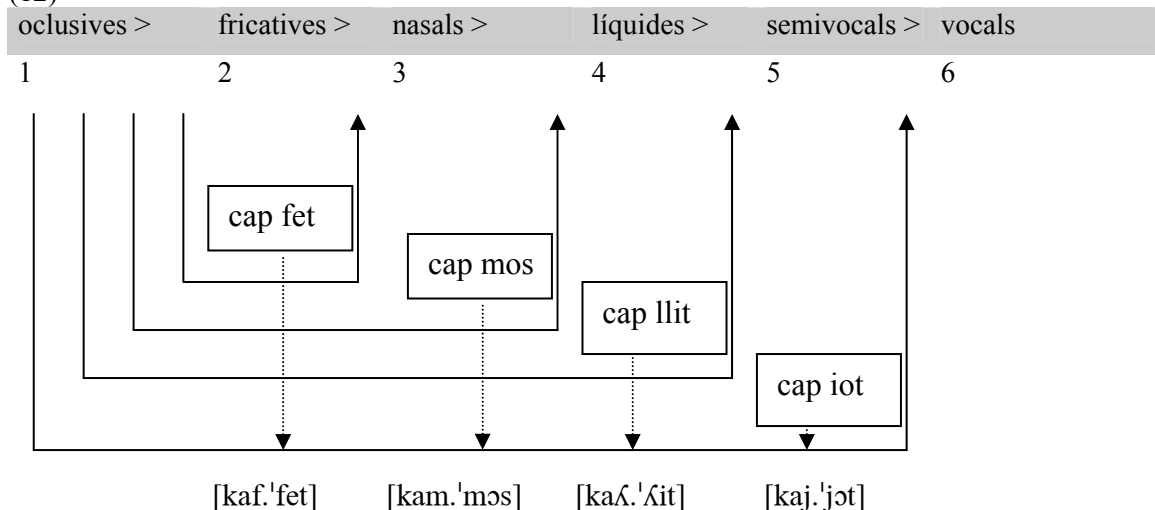 (12)
oclusives > fricatives > nasals > líquides > semivocals > vocals
1 2 3 4 5 6
cap fet
cap mos
cap llit
cap iot
[kaf.ˈfet] [kam.ˈmɔs] [kaʎ.ˈʎit] [kaj.ˈjɔt]